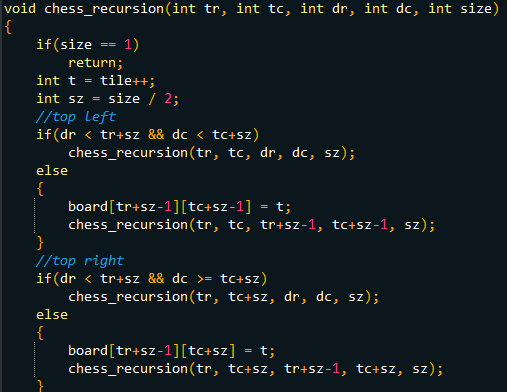 void chess_recursion(int tr, int tc, int dr, int dc, int size)
{
    if(size == 1)
        return;
    int t = tile++;
    int sz = size / 2;
    //top left
    if(dr < tr+sz && dc < tc+sz)
        chess_recursion(tr, tc, dr, dc, sz);
    else
    {
        board[tr+sz-1][tc+sz-1] = t;
        chess_recursion(tr, tc, tr+sz-1, tc+sz-1, sz);
    }
    //top right
    if(dr < tr+sz && dc >= tc+sz)
        chess_recursion(tr, tc+sz, dr, dc, sz);
    else
    {
        board[tr+sz-1][tc+sz] = t;
        chess_recursion(tr, tc+sz, tr+sz-1, tc+sz, sz);
    }